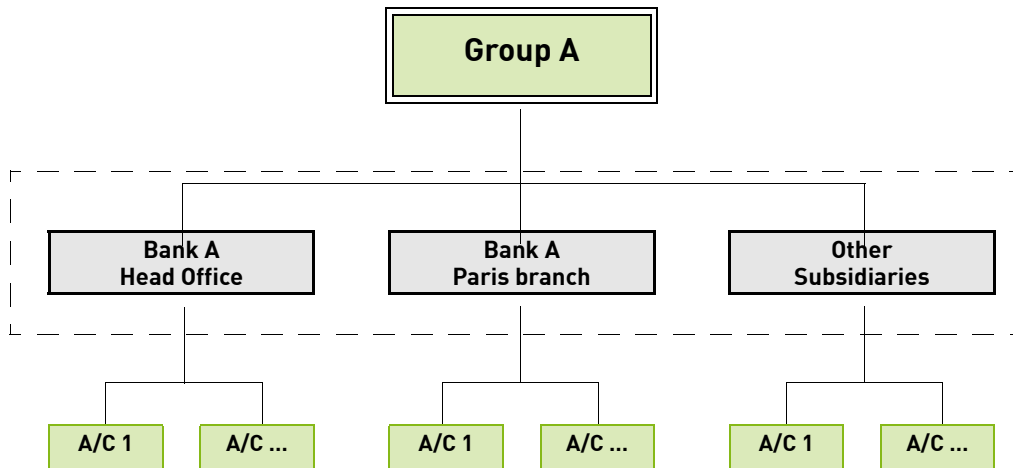 Group A
Bank A
Head Office
Bank A
Paris branch
Other
Subsidiaries
A/C 1
A/C ...
A/C 1
A/C ...
A/C 1
A/C ...